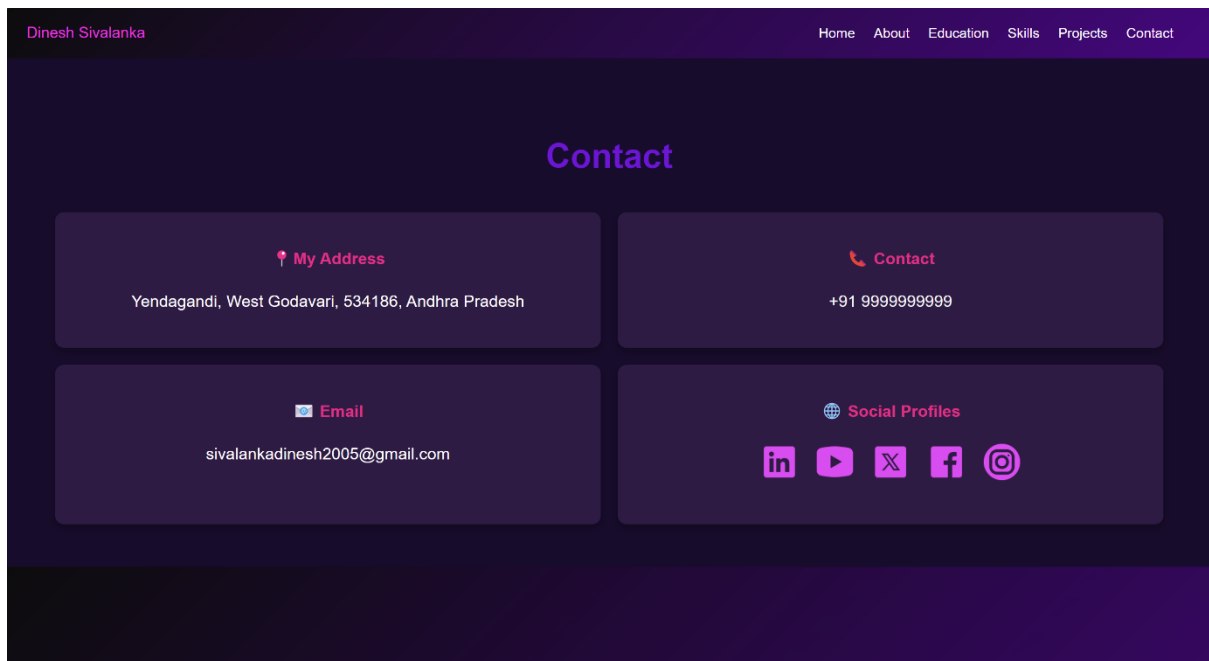 Dinesh Sivalanka
Home About Education Skills Projects Contact
Contact
My Address
Yendagandi, West Godavari, 534186, Andhra Pradesh
Contact
+91 9999999999
Email
sivalankadinesh2005@gmail.com
Social Profiles